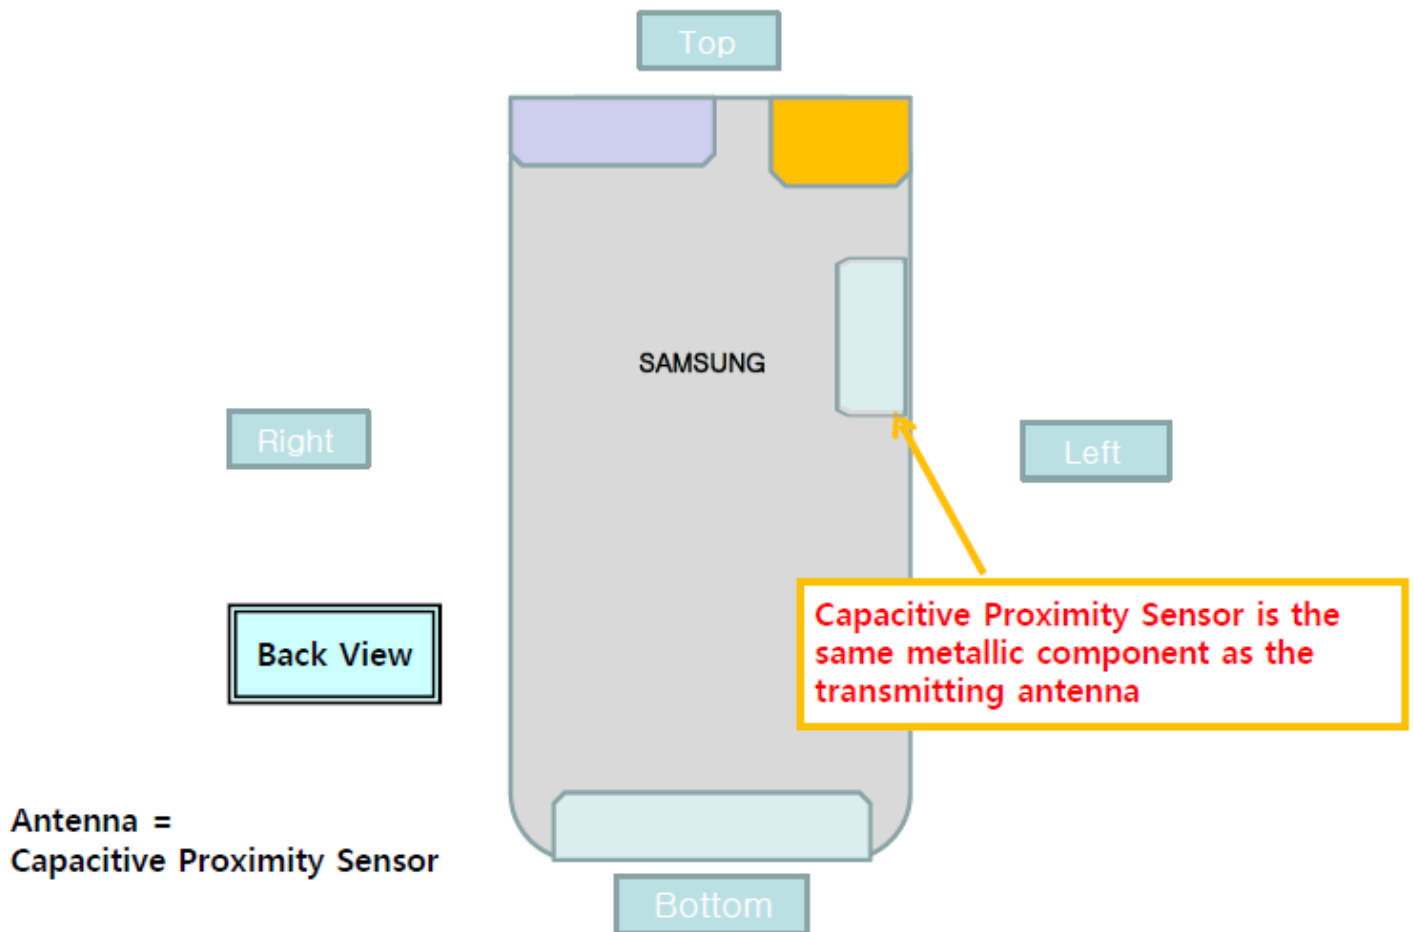 Top
SAMSUNG
Right
Left
Capacitive Proximity Sensor is the
same metallic component as the
transmitting antenna
Back View
Antenna =
Capacitive Proximity Sensor
Bottom